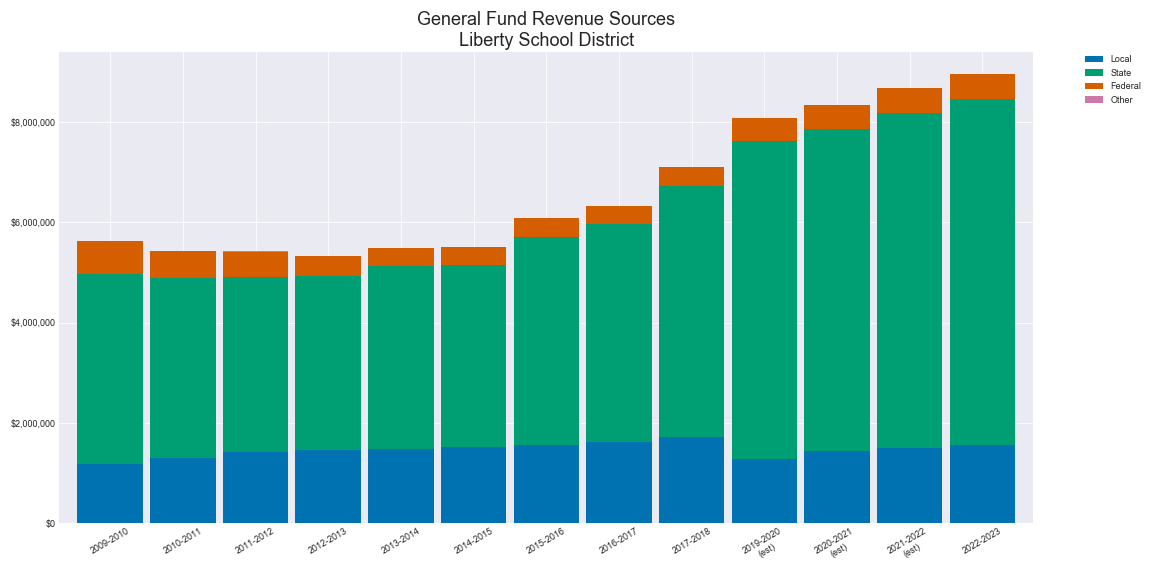 General Fund Revenue Sources
Liberty School District
Local
State
Federal
Other
$8,000,000
$6,000,000
$4,000,000
$2,000,000
$0
2009-2010
2010-2011
2011-2012
2012-2013
2013-2014
2014-2015
2015-2016
2016-2017
2017-2018
2019-2020
(est)
2020-2021
(est)
2021-2022
(est)
2022-2023